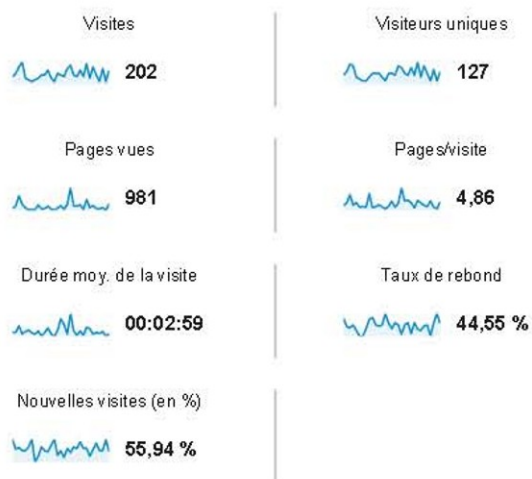 Visites
202
Visiteurs uniques
127
Pages vues
981
Pages/visite
4,86
Durée moy. de la visite
00:02:59
Taux de rebond
44,55 %
Nouvelles visites (en %)
55,94 %